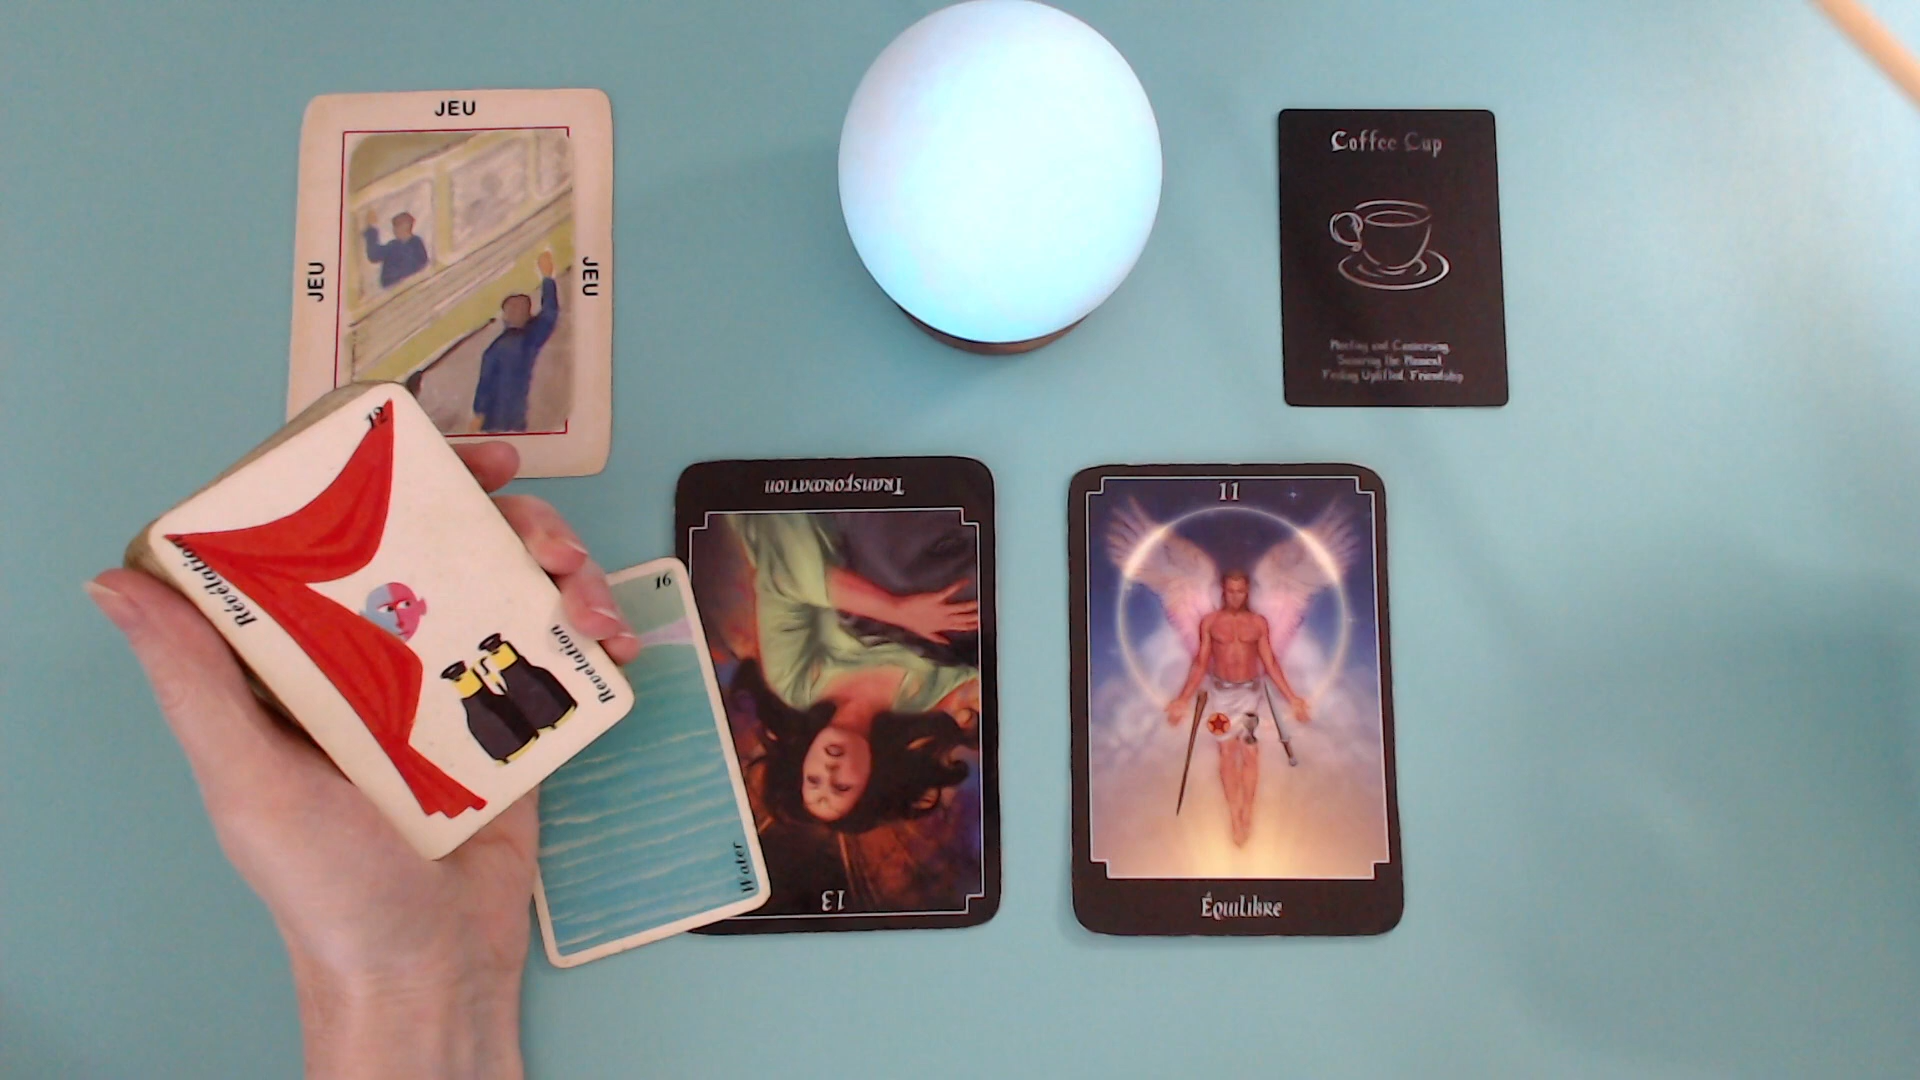 JEU
JEU
JEU
Coffee Cup
Meeting and Conversing
Savoring the Moment
Feeling Uplifted, Friendship
12
Révélation
Revelation
16
Water
Transformation
13
11
Équilibre